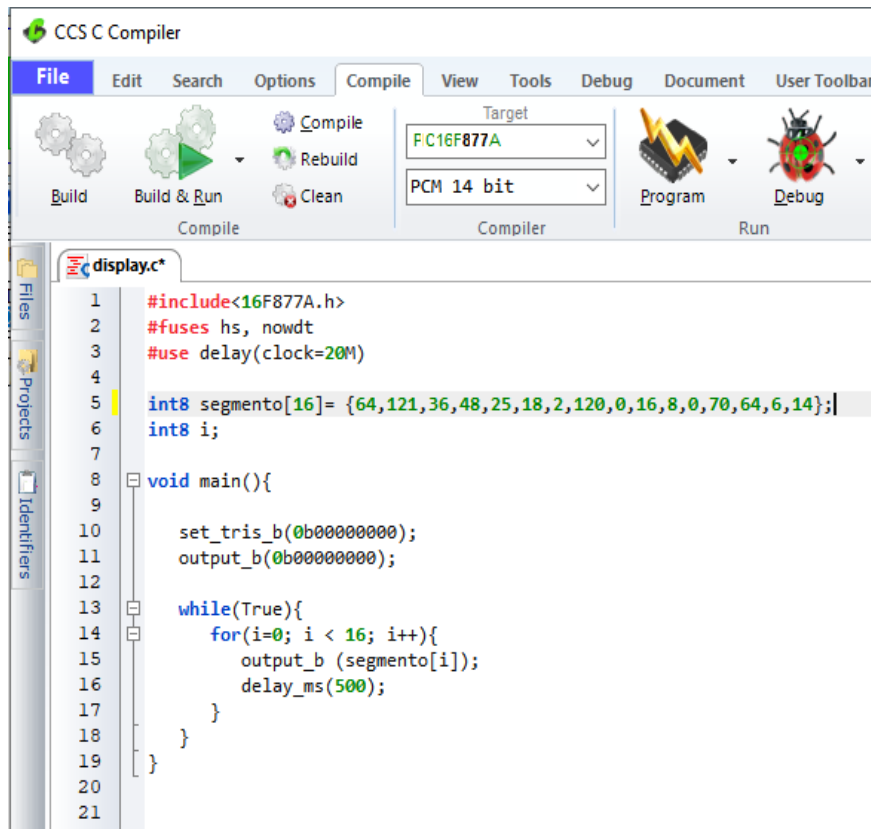 CCS C Compiler
File Edit Search Options Compile View Tools Debug Document User Toolbar
Build
Build & Run
Compile
Rebuild
Clean
Compile
Target
PIC16F877A
PCM 14 bit
Compiler
Program
Debug
Run
Files
Projects
Identifiers
display.c*
1 #include<16F877A.h>
2 #fuses hs, nowdt
3 #use delay(clock=20M)
4
5 int8 segmento[16]= {64,121,36,48,25,18,2,120,0,16,8,0,70,64,6,14};
6 int8 i;
7
8 void main(){
9
10 set_tris_b(0b00000000);
11 output_b(0b00000000);
12
13 while(True){
14 for(i=0; i < 16; i++){
15 output_b (segmento[i]);
16 delay_ms(500);
17 }
18 }
19 }
20
21